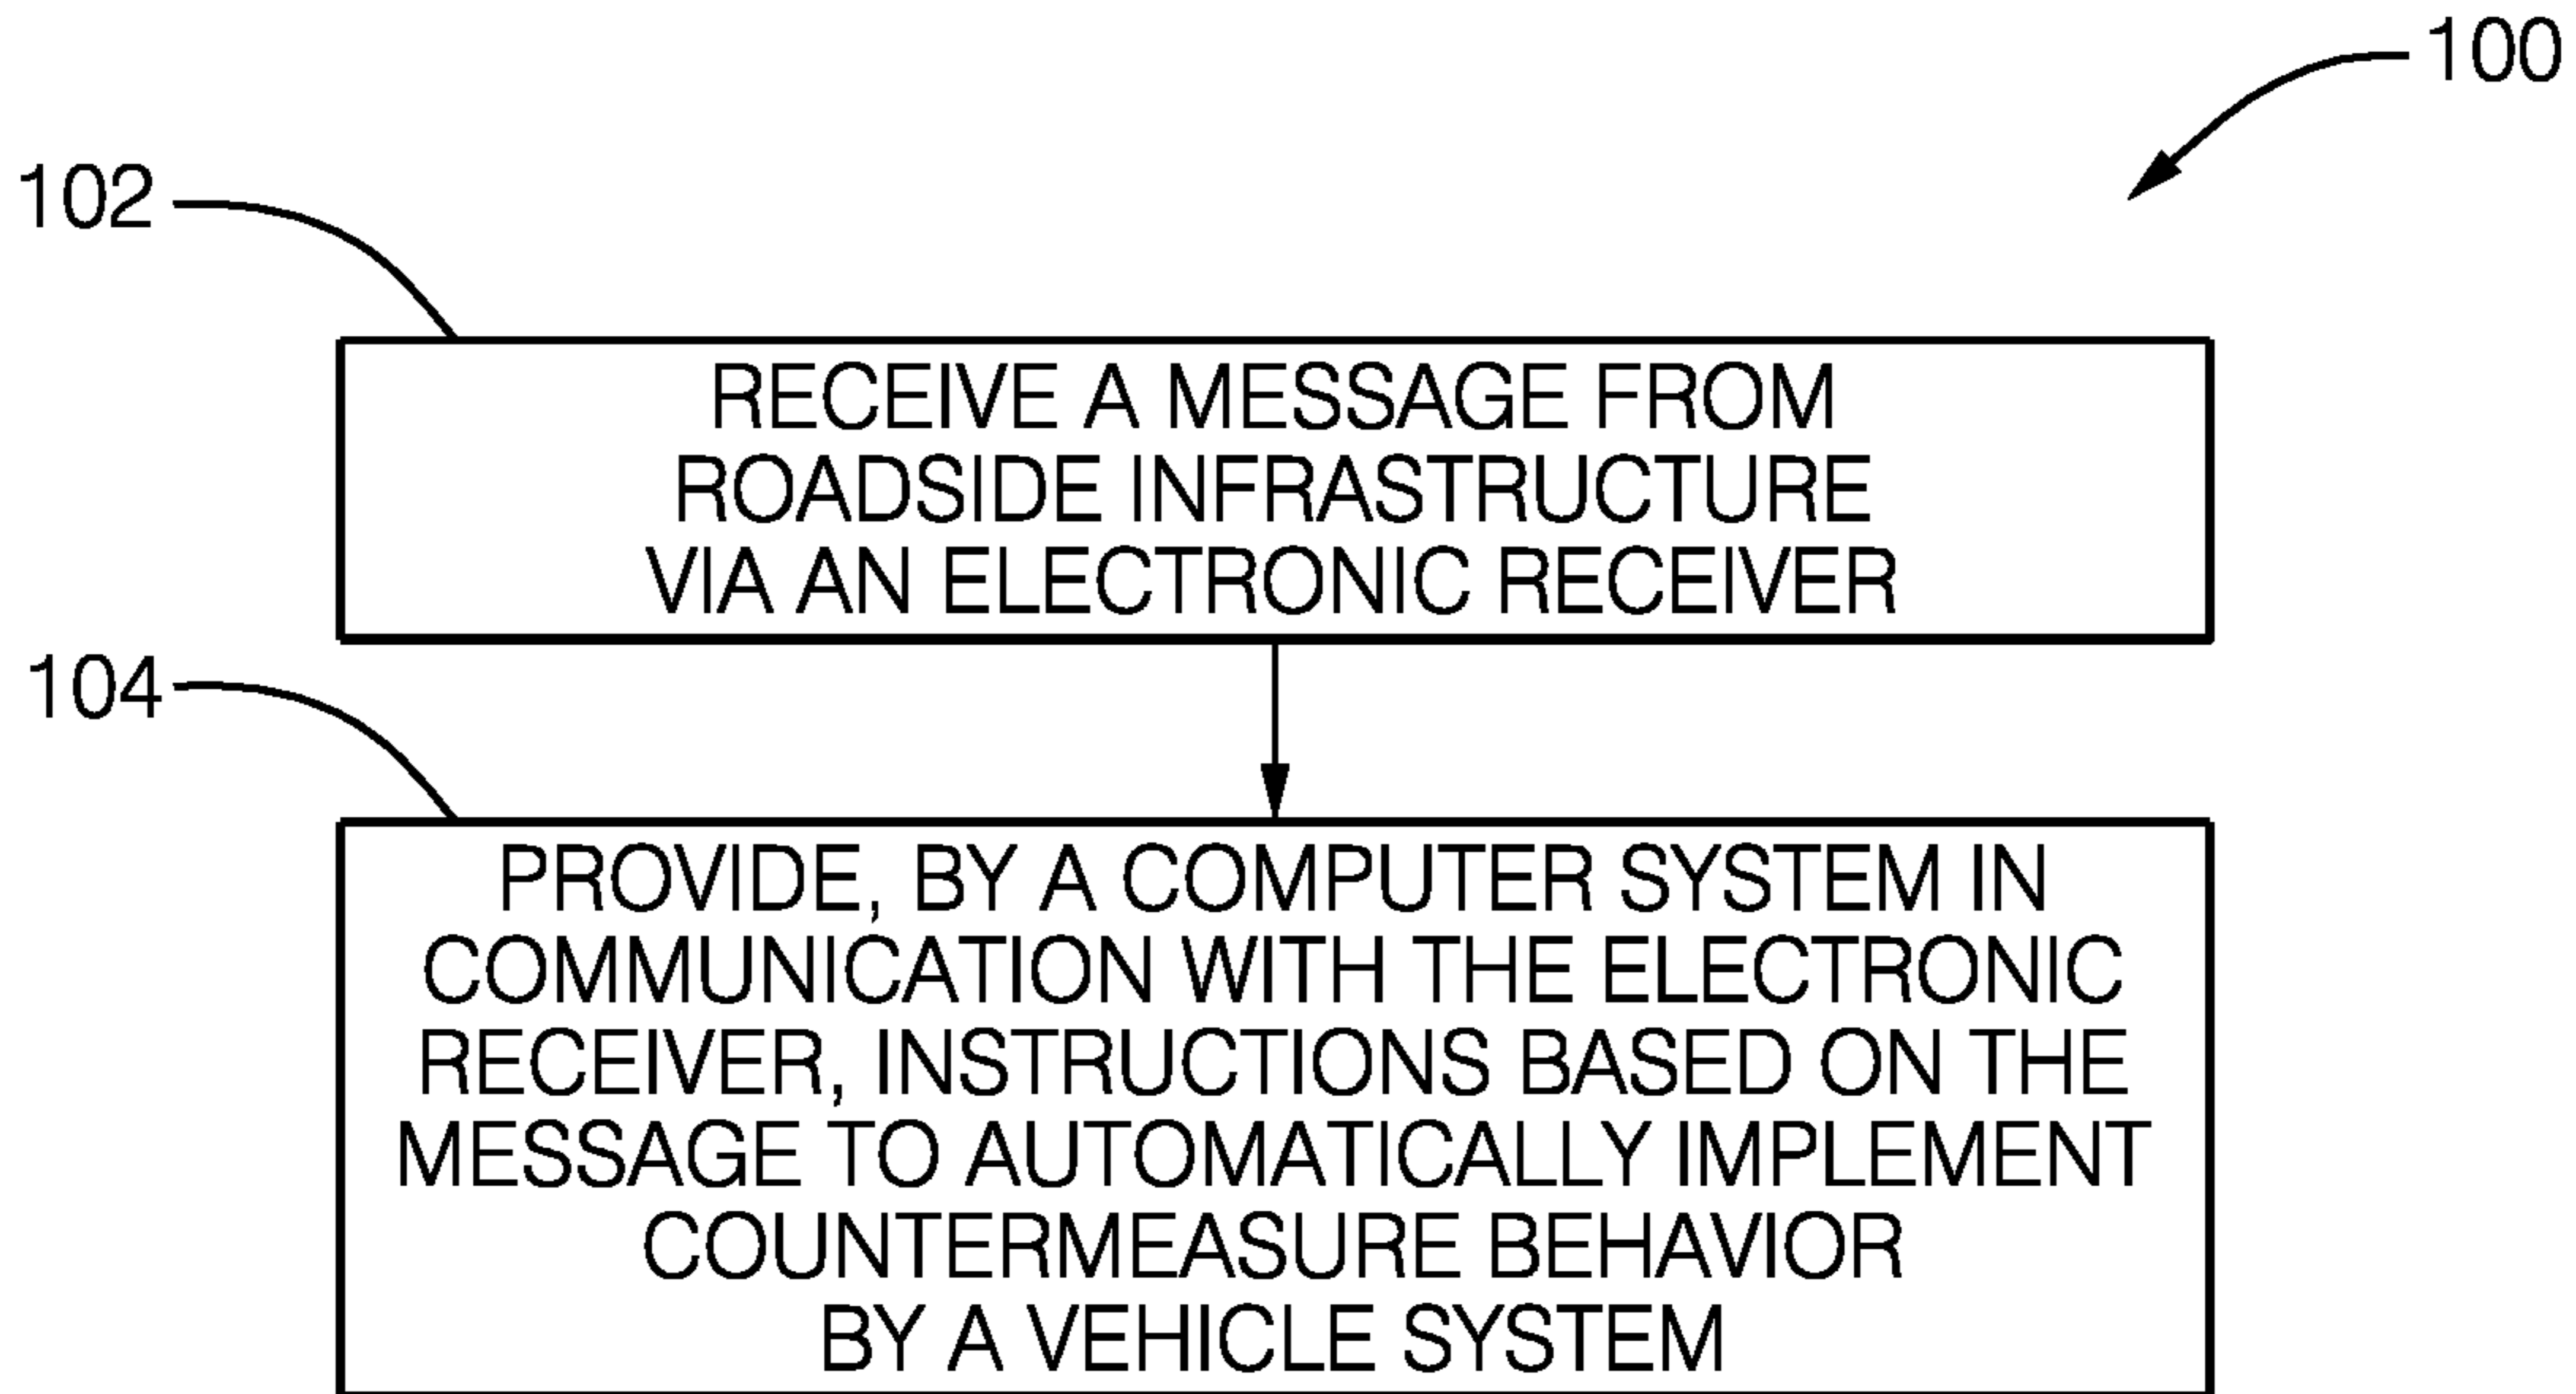 100
102
RECEIVE A MESSAGE FROM
ROADSIDE INFRASTRUCTURE
VIA AN ELECTRONIC RECEIVER
104
PROVIDE, BY A COMPUTER SYSTEM IN
COMMUNICATION WITH THE ELECTRONIC
RECEIVER, INSTRUCTIONS BASED ON THE
MESSAGE TO AUTOMATICALLY IMPLEMENT
COUNTERMEASURE BEHAVIOR
BY A VEHICLE SYSTEM